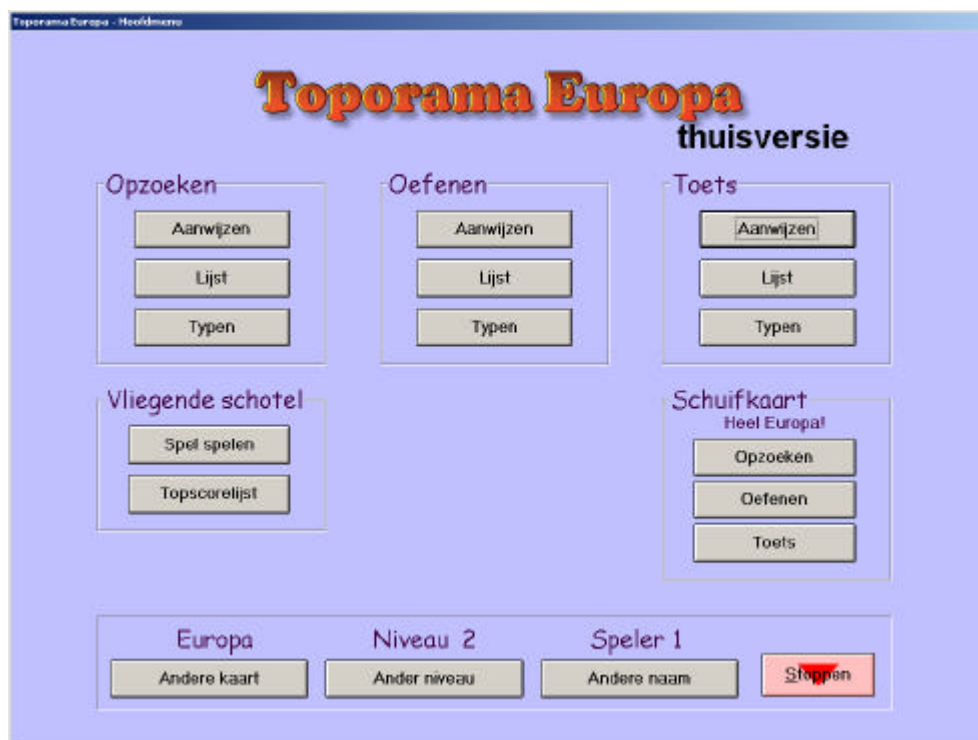 Toporama Europa - Hoofdmenu
Toporama Europa
thuisversie
Opzoeken
Aanwijzen
Lijst
Typen
Oefenen
Aanwijzen
Lijst
Typen
Toets
Aanwijzen
Lijst
Typen
Vliegende schotel
Spel spelen
Topscorelijst
Schuifkaart
Heel Europa!
Opzoeken
Oefenen
Toets
Europa
Andere kaart
Niveau 2
Ander niveau
Speler 1
Andere naam
Stoppen